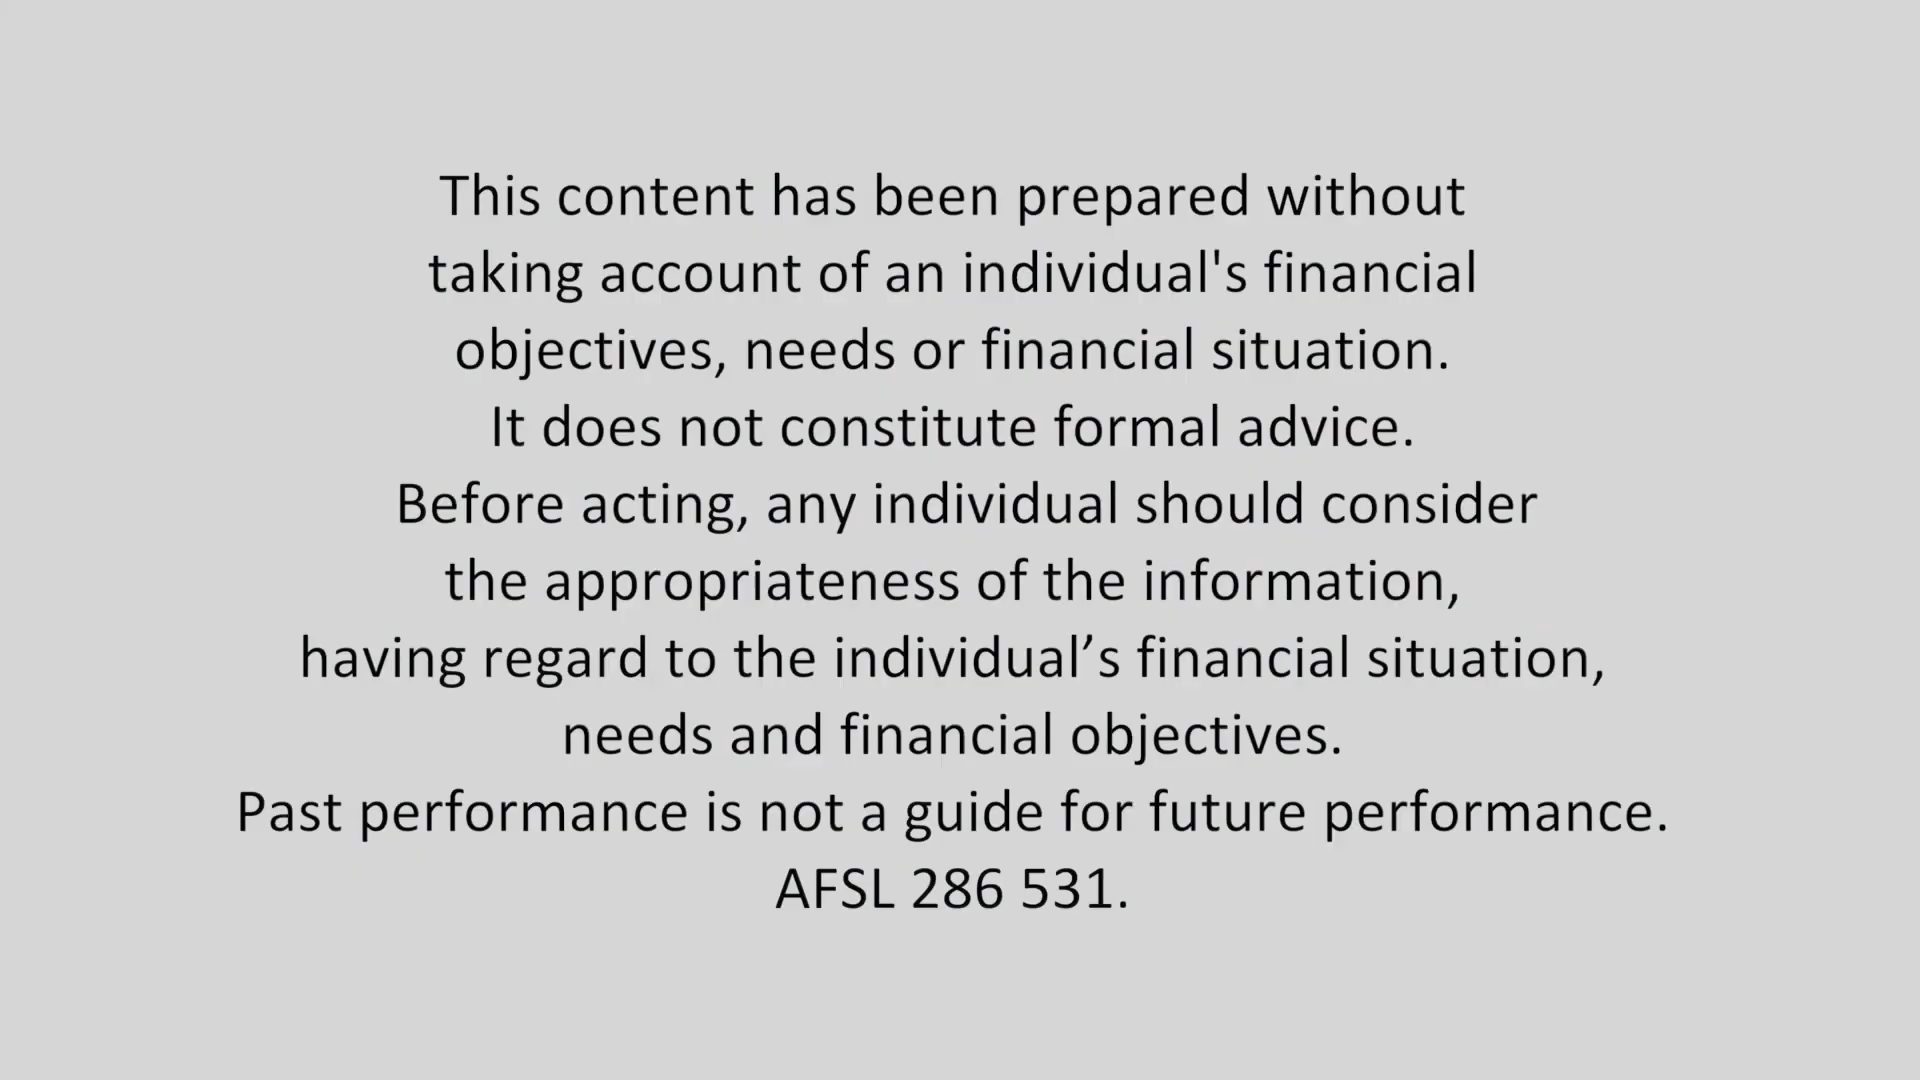 This content has been prepared without
taking account of an individual's financial
objectives, needs or financial situation.
It does not constitute formal advice.
Before acting, any individual should consider
the appropriateness of the information,
having regard to the individual’s financial situation,
needs and financial objectives.
Past performance is not a guide for future performance.
AFSL 286 531.